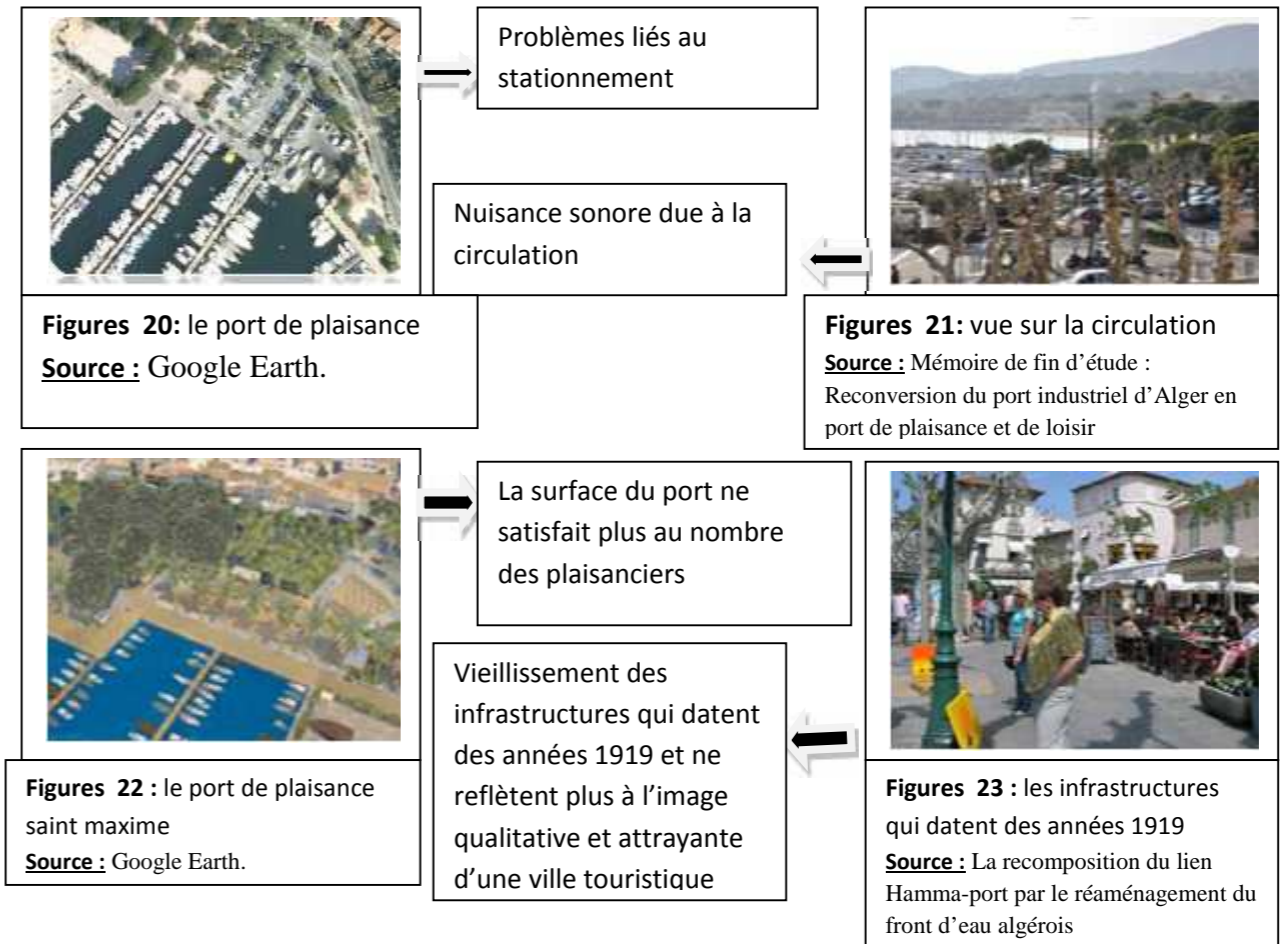 Problèmes liés au
stationnement
Nuisance sonore due à la
circulation
Figures 20: le port de plaisance
Source : Google Earth.
Figures 21: vue sur la circulation
Source : Mémoire de fin d’étude :
Reconversion du port industriel d’Alger en
port de plaisance et de loisir
La surface du port ne
satisfait plus au nombre
des plaisanciers
Vieillissement des
infrastructures qui datent
des années 1919 et ne
reflètent plus à l’image
qualitative et attrayante
d’une ville touristique
Figures 22 : le port de plaisance
saint maxime
Source : Google Earth.
Figures 23 : les infrastructures
qui datent des années 1919
Source : La recomposition du lien
Hamma-port par le réaménagement du
front d’eau algérois